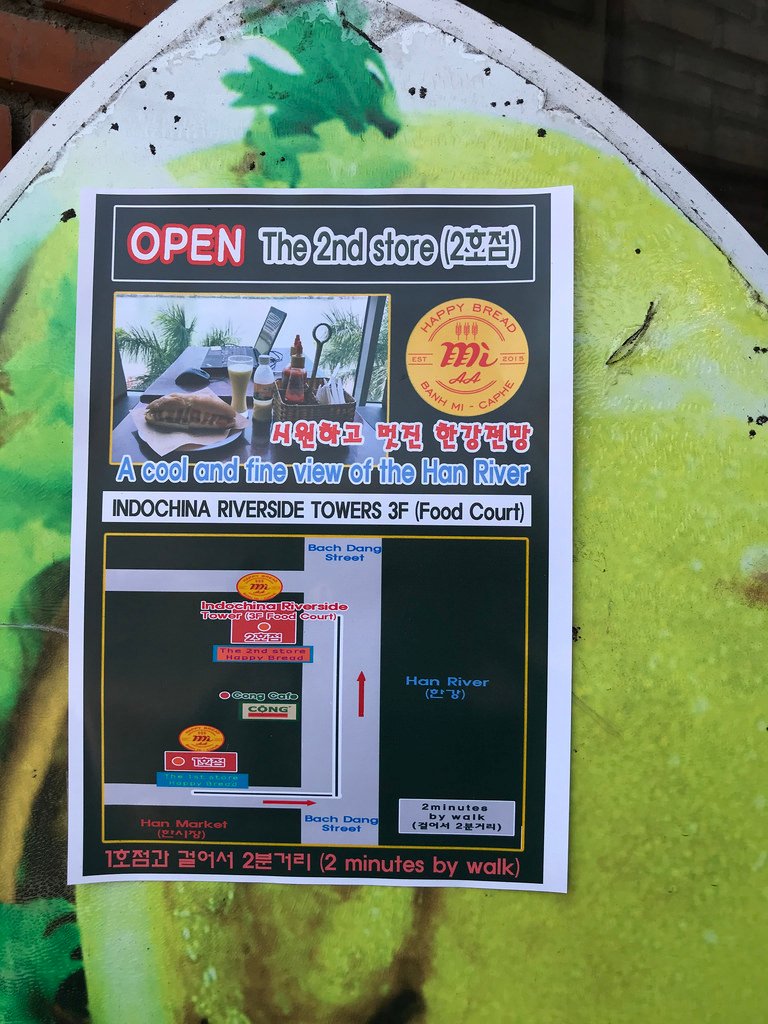 OPEN The 2nd store (2호점)
HAPPY BREAD
EST mì 2015
AA
BANH MI - CAPHE
시원하고 멋진 한강전망
A cool and fine view of the Han River
INDOCHINA RIVERSIDE TOWERS 3F (Food Court)
Bach Dang
Street
mì
Indochina Riverside
Tower (3F Food Court)
2호점
The 2nd store
Happy Bread
Han River
(한강)
Cong Cafe
CỘNG
mì
1호점
The 1st store
Happy Bread
2minutes
by walk
(걸어서 2분거리)
Han Market
(한시장)
Bach Dang
Street
1호점과 걸어서 2분거리 (2 minutes by walk)